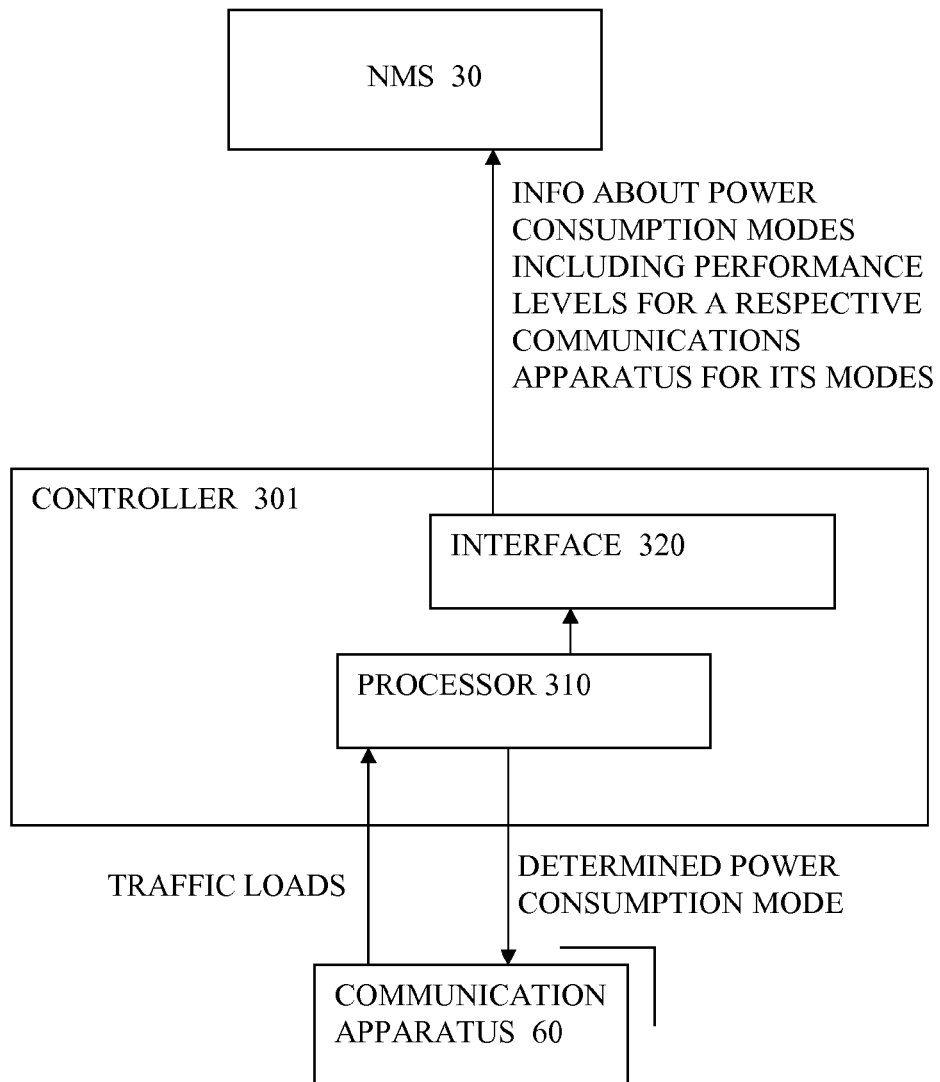 NMS 30
INFO ABOUT POWER
CONSUMPTION MODES
INCLUDING PERFORMANCE
LEVELS FOR A RESPECTIVE
COMMUNICATIONS
APPARATUS FOR ITS MODES
CONTROLLER 301
INTERFACE 320
PROCESSOR 310
TRAFFIC LOADS
DETERMINED POWER
CONSUMPTION MODE
COMMUNICATION
APPARATUS 60